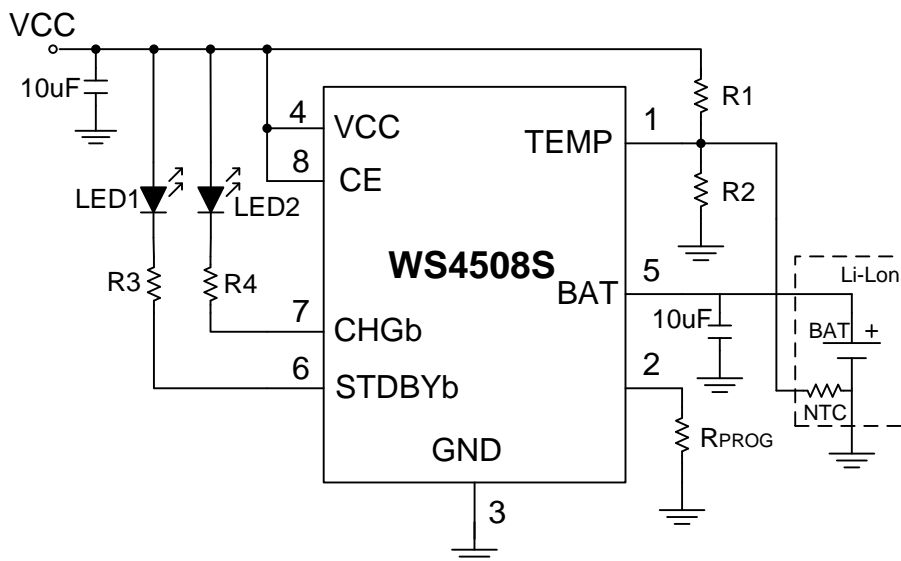 VCC
10uF
R1
4
VCC
1
TEMP
8
CE
R2
LED1
LED2
WS4508S
5
Li-Lon
R3
R4
BAT
10uF
BAT
+
7
CHGb
2
6
STDBYb
NTC
RPROG
GND
3